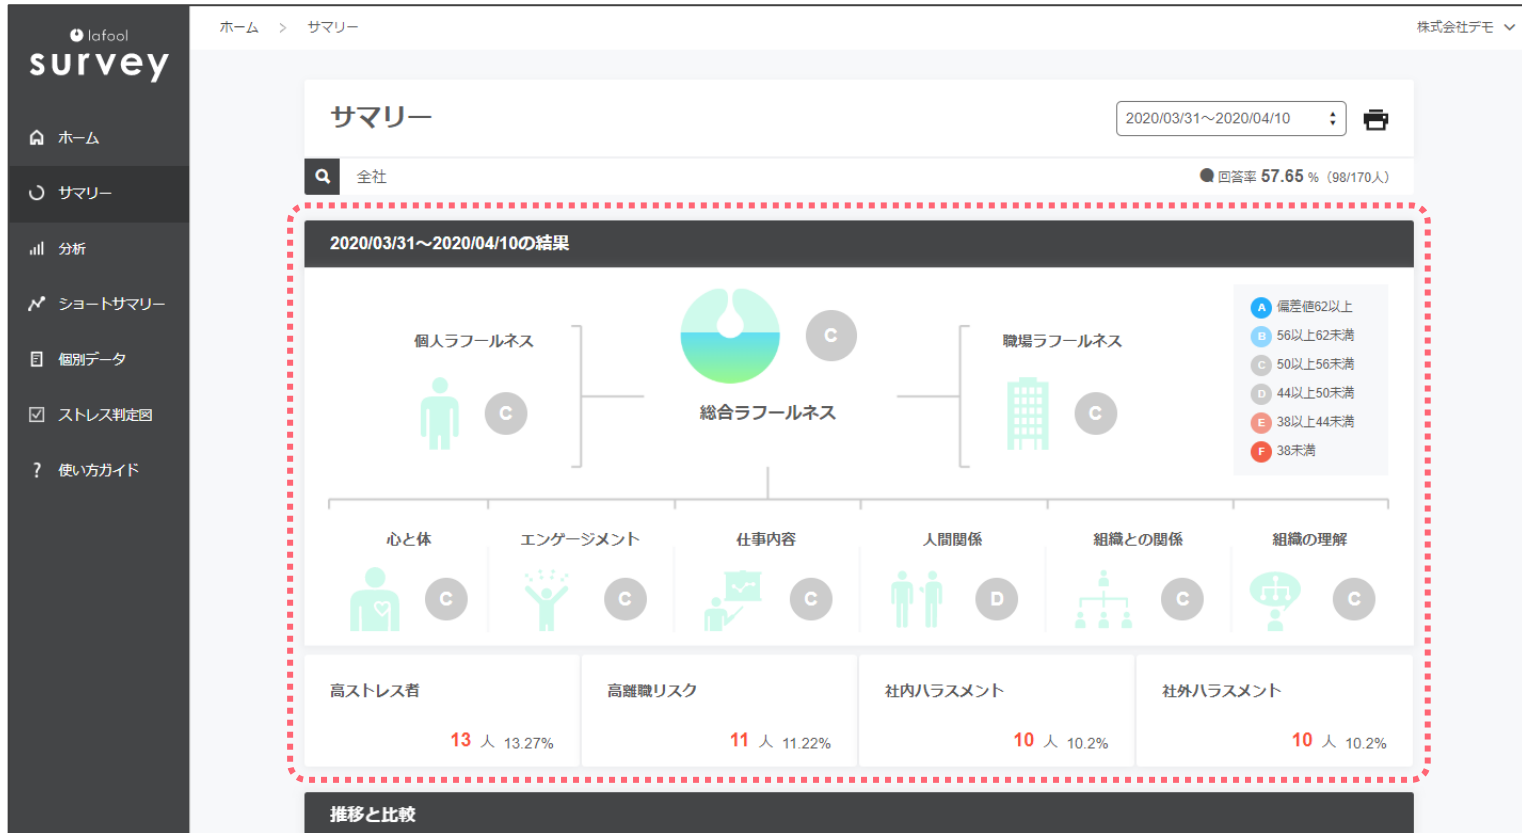 lafool
survey
ホーム
サマリー
分析
ショートサマリー
個別データ
ストレス判定図
? 使い方ガイド
ホーム > サマリー
株式会社デモ
サマリー
2020/03/31～2020/04/10
全社
回答率 57.65 % (98/170人)
2020/03/31～2020/04/10の結果
個人ラフールネス
C
C
総合ラフールネス
職場ラフールネス
C
A 偏差値62以上
B 56以上62未満
C 50以上56未満
D 44以上50未満
E 38以上44未満
F 38未満
心と体
C
エンゲージメント
C
仕事内容
C
人間関係
D
組織との関係
C
組織の理解
C
高ストレス者
13 人 13.27%
高離職リスク
11 人 11.22%
社内ハラスメント
10 人 10.2%
社外ハラスメント
10 人 10.2%
推移と比較